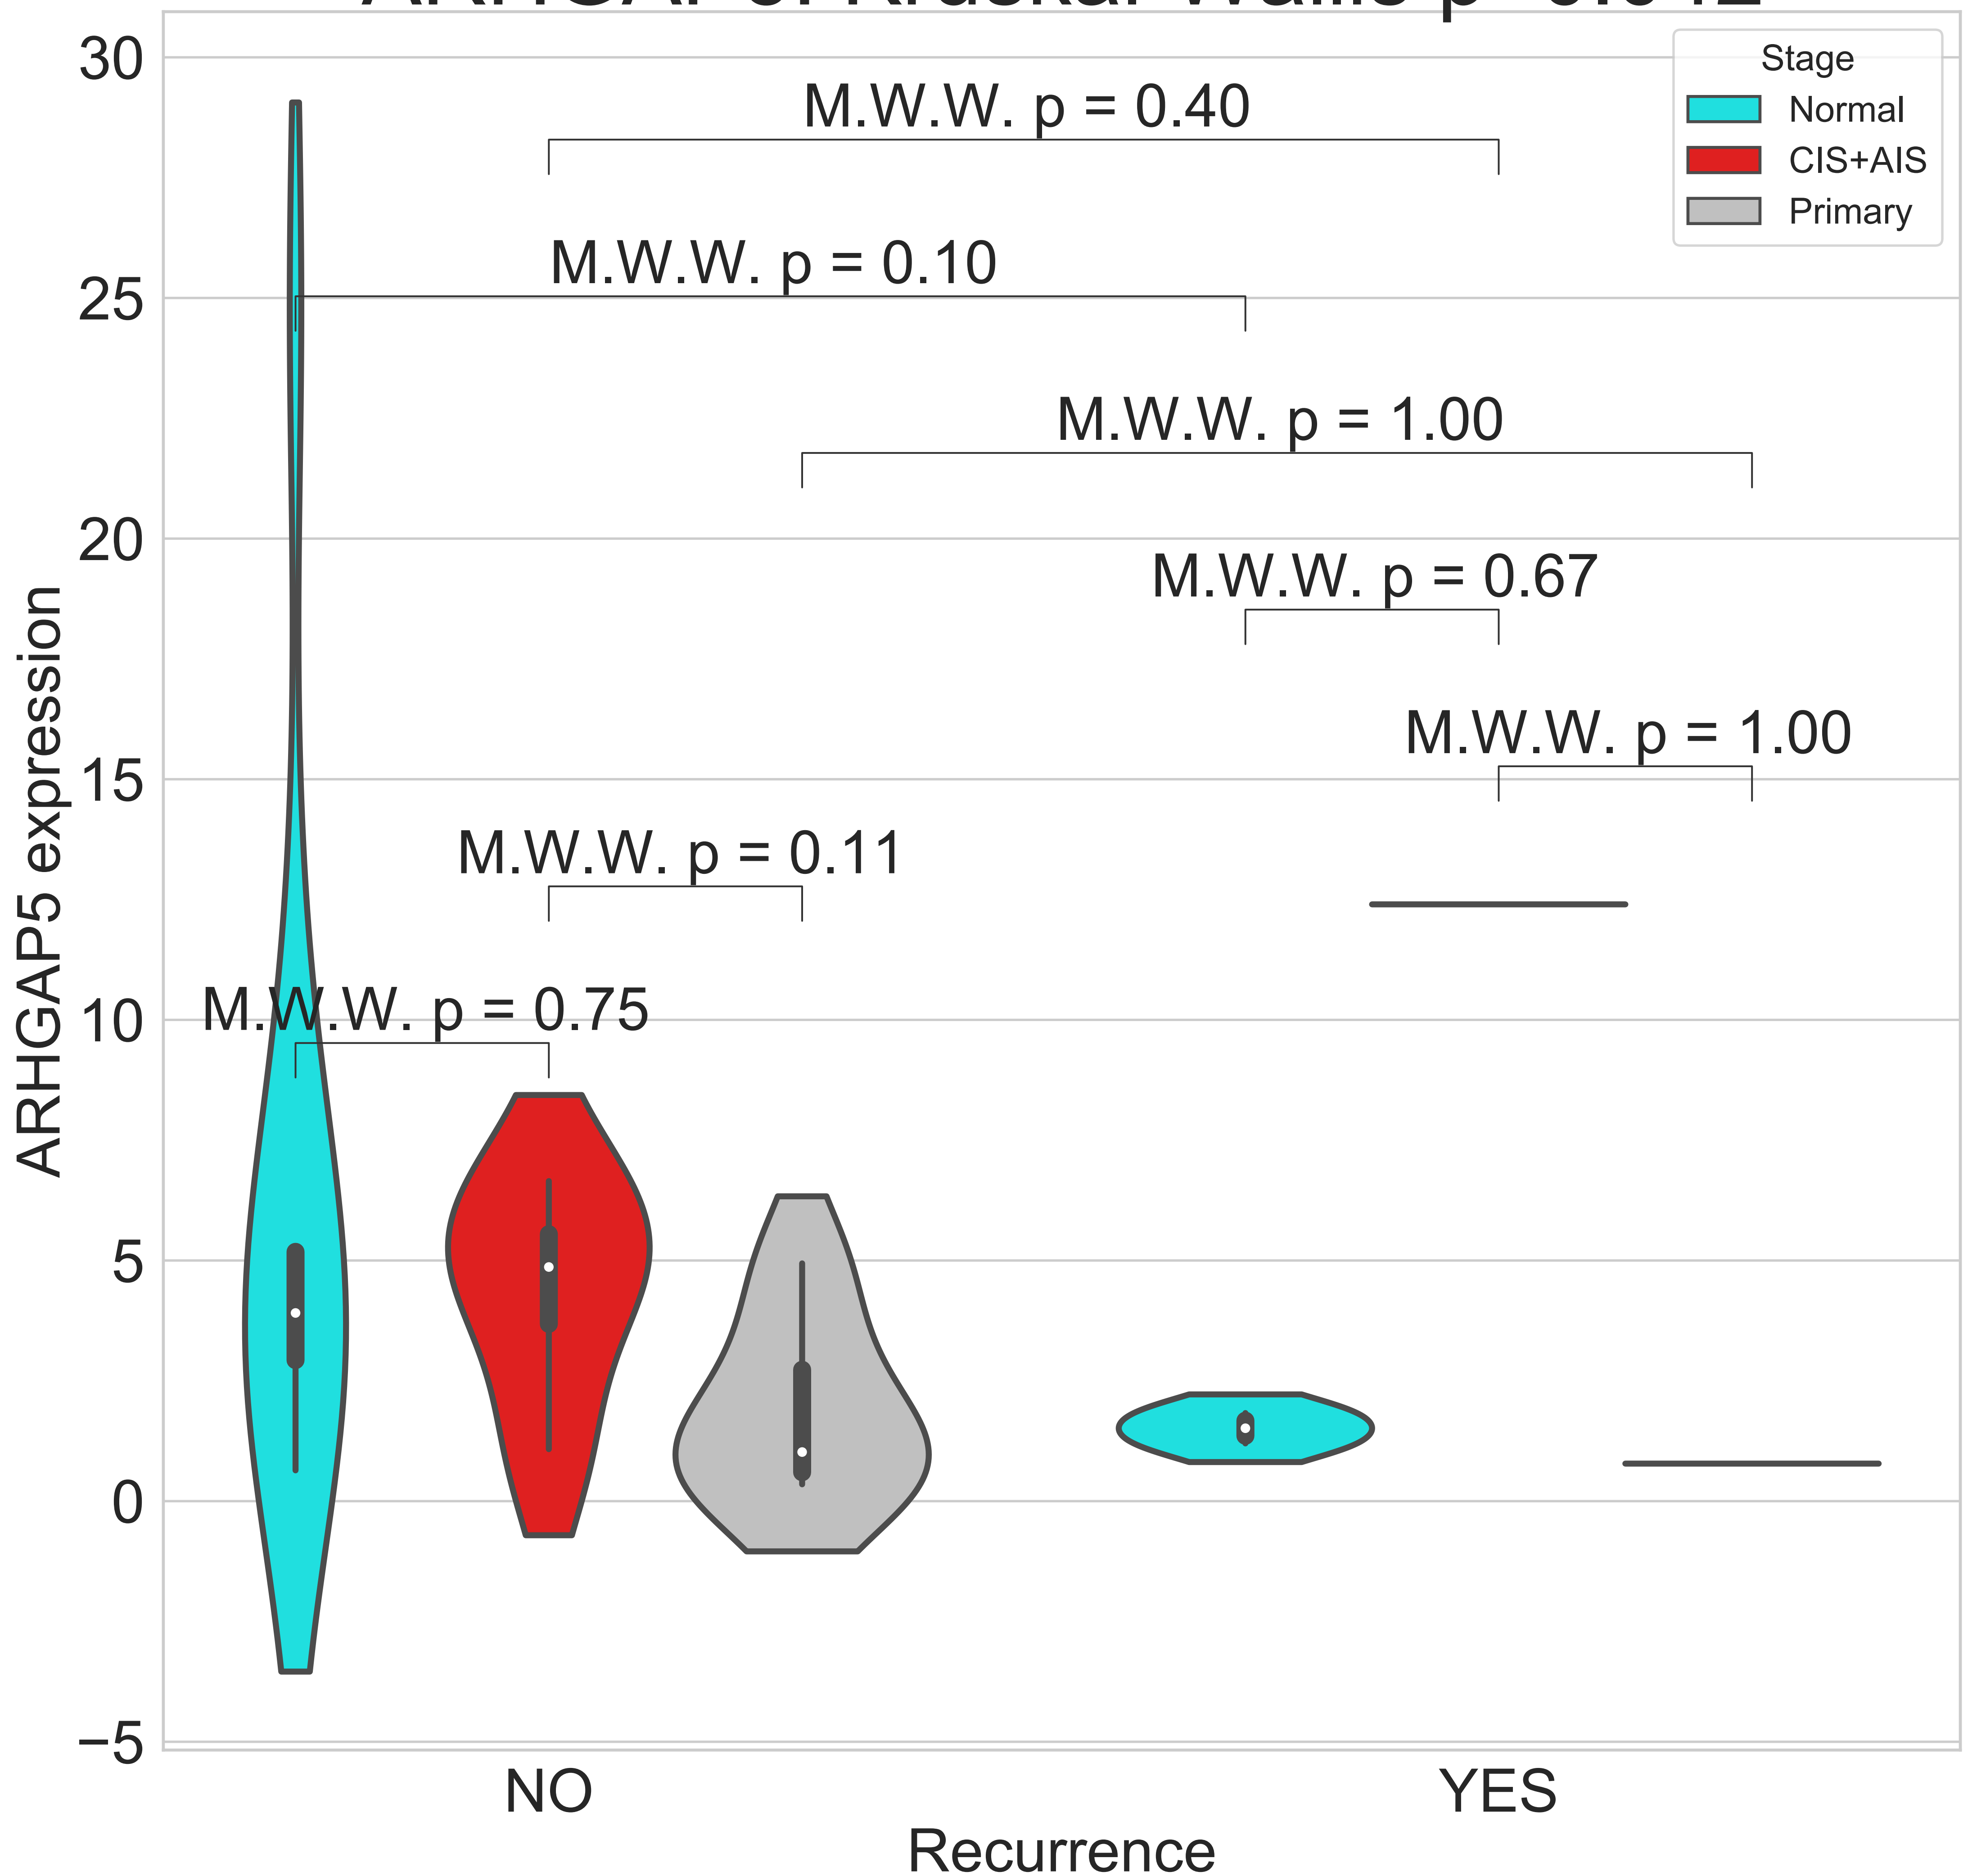 30
25
20
15
10
5
0
−5
ARHGAP5 expression
Stage
Normal
CIS+AIS
Primary
M.W.W. p = 0.40
M.W.W. p = 0.10
M.W.W. p = 1.00
M.W.W. p = 0.67
M.W.W. p = 1.00
M.W.W. p = 0.11
M.W.W. p = 0.75
NO
YES
Recurrence